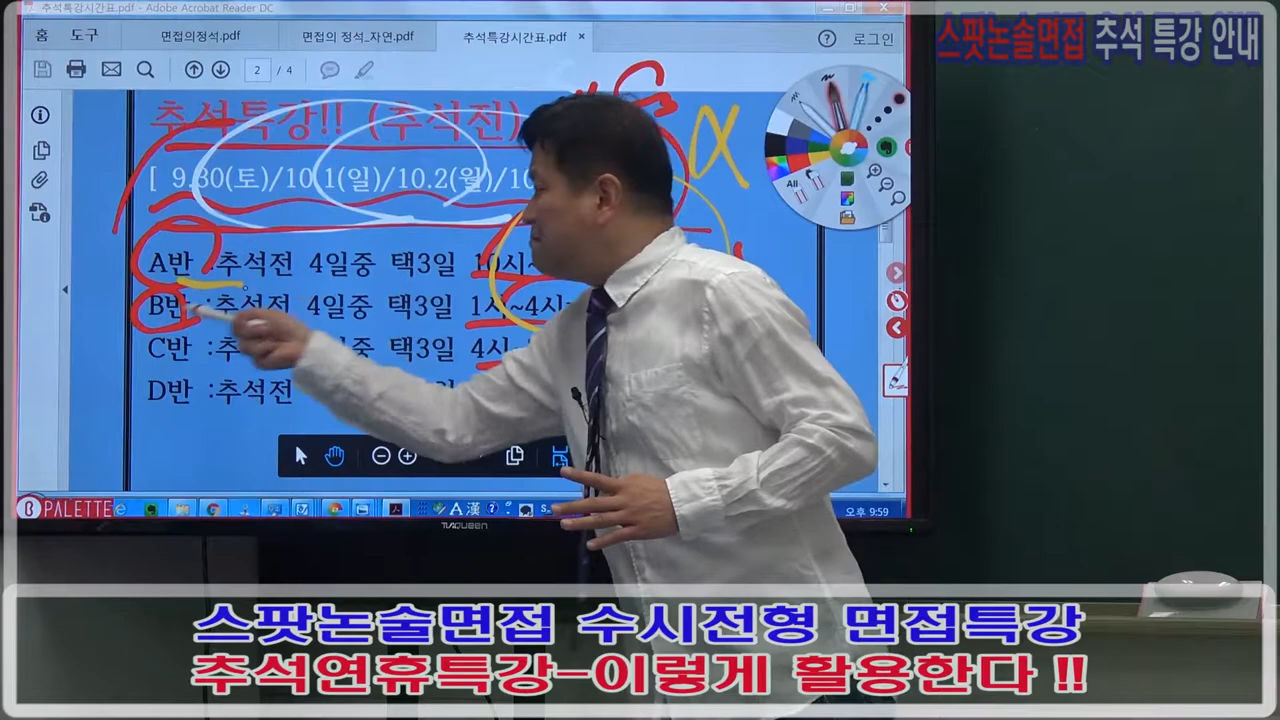 추석특강시간표.pdf - Adobe Acrobat Reader DC
스팟논술면접 추석 특강 안내
홈 도구 면접의정석.pdf 면접의 정석_자연.pdf 추석특강시간표.pdf × ? 로그인
2 / 4
추석특강!! (추석전)
α
[ 9.30(토)/10.1(일)/10.2(월)/10
All
A반 :추석전 4일중 택3일 10시~
B반 :추석전 4일중 택3일 1시~4시
C반 :추 일중 택3일 4시
D반 :추석전
PALETTE
A 漢 오후 9:59
TVAQUEEN
스팟논술면접 수시전형 면접특강
추석연휴특강-이렇게 활용한다 !!